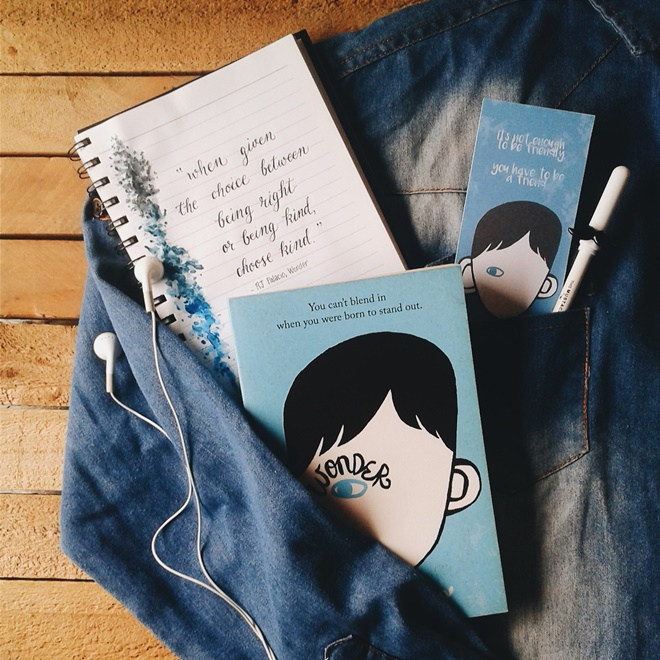 "when given
the choice between
being right
or being kind,
choose kind."
- RJ Palacio, Wonder
It's not enough
to be friendly
you have to be
a friend
You can't blend in
when you were born to stand out.
WONDER